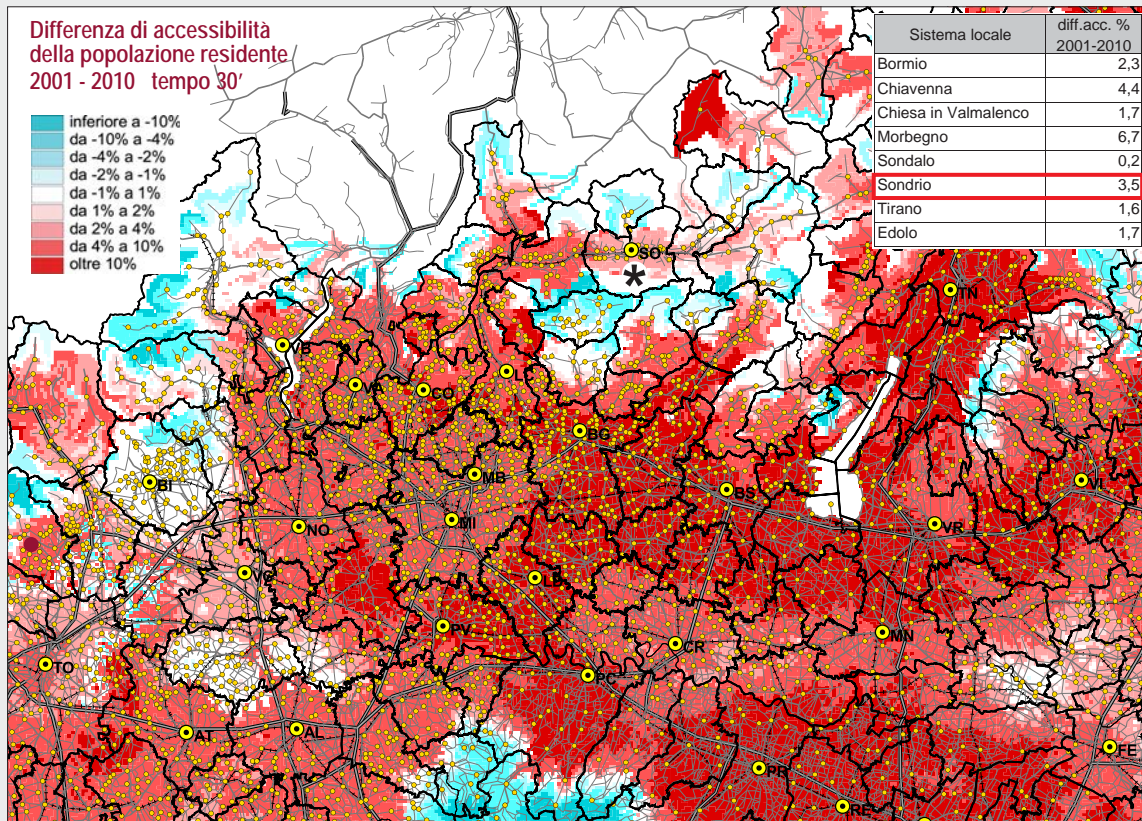 Differenza di accessibilità
della popolazione residente
2001 - 2010 tempo 30'
inferiore a -10%
da -10% a -4%
da -4% a -2%
da -2% a -1%
da -1% a 1%
da 1% a 2%
da 2% a 4%
da 4% a 10%
oltre 10%
Sistema locale diff.acc. %
2001-2010
Bormio 2,3
Chiavenna 4,4
Chiesa in Valmalenco 1,7
Morbegno 6,7
Sondalo 0,2
Sondrio 3,5
Tirano 1,6
Edolo 1,7
SO
*
TN
VB
VA
CO
BG
BI
MB
BS
VI
NO
MI
VR
VC
PV
MN
CR
TO
PC
AT
AL
FE
PR
RE